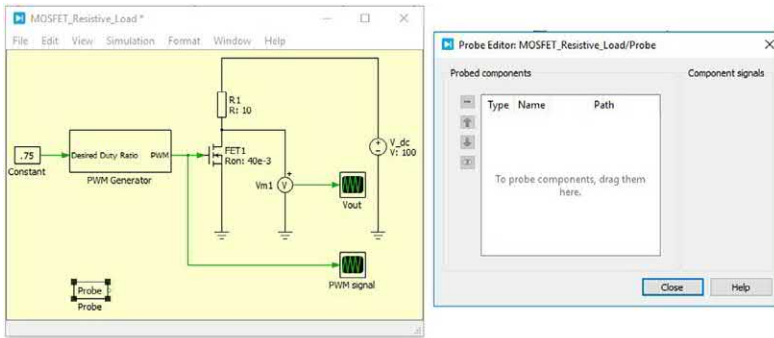 MOSFET_Resistive_Load *
File Edit View Simulation Format Window Help
R1
R: 10
V_dc
V: 100
.75
Constant
Desired Duty Ratio PWM
PWM Generator
FET1
Ron: 40e-3
Vm1
V
Vout
PWM signal
Probe
Probe
Probe Editor: MOSFET_Resistive_Load/Probe
Probed components
Component signals
Type Name Path
To probe components, drag them
here.
Close Help